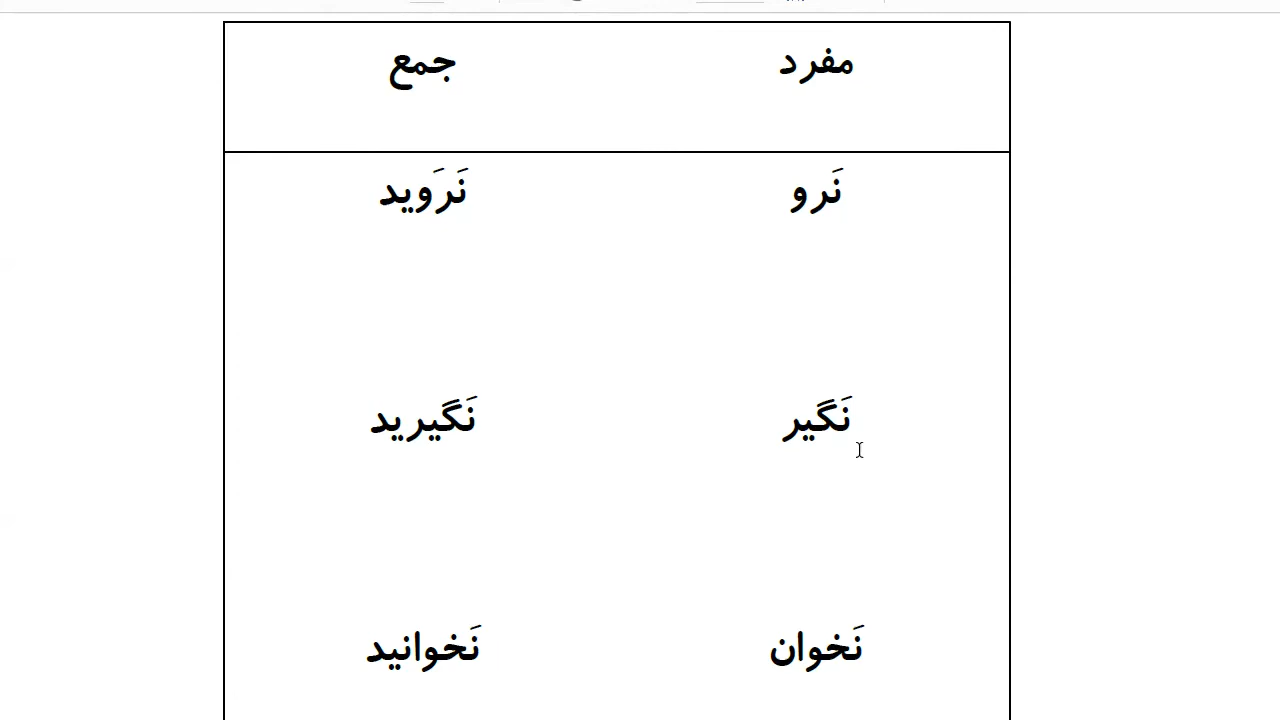 مفرد جمع
نَرو نَرَوید
نَگیر نَگیرید
نَخوان نَخوانید